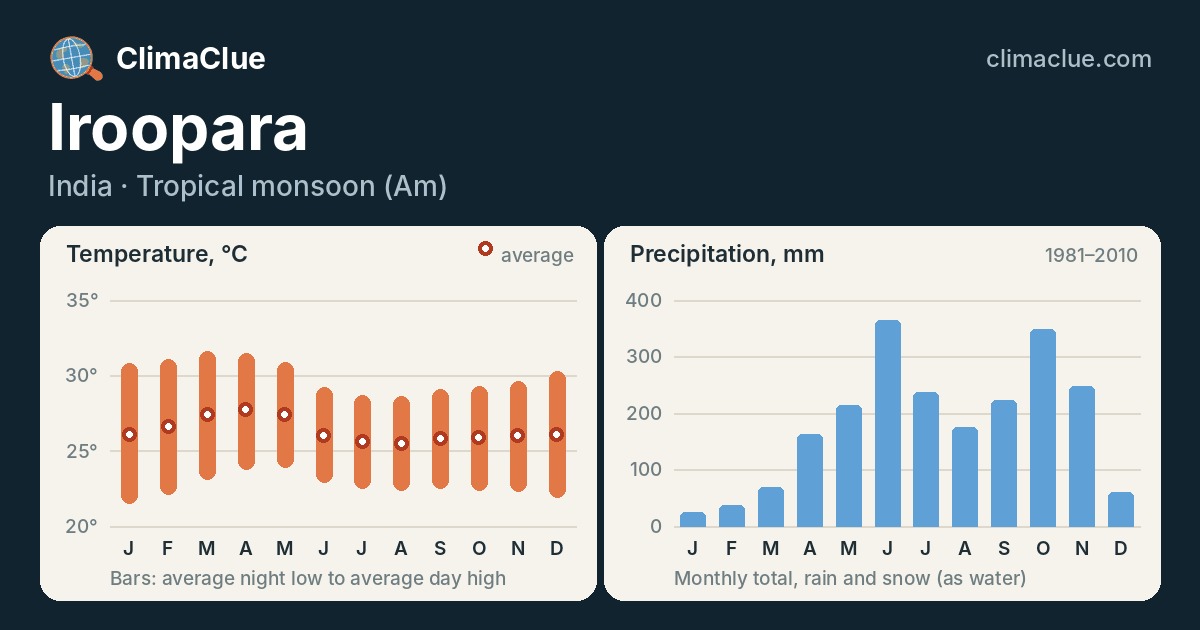 ClimaClue
climaclue.com
Iroopara
India · Tropical monsoon (Am)
Temperature, °C
average
35°
30°
25°
20°
J F M A M J J A S O N D
Bars: average night low to average day high
Precipitation, mm
1981–2010
400
300
200
100
0
J F M A M J J A S O N D
Monthly total, rain and snow (as water)